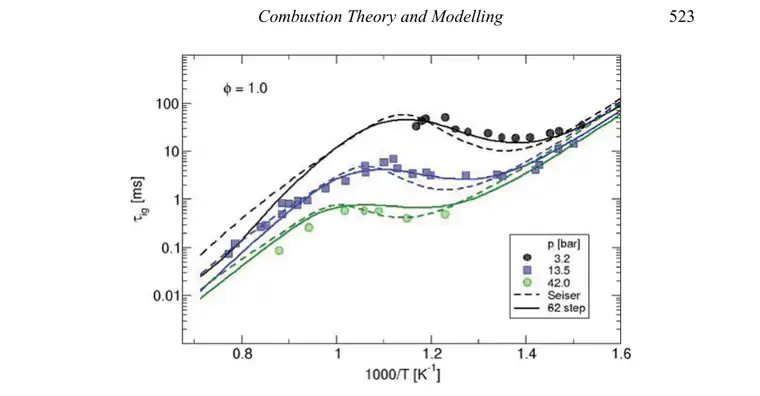 Combustion Theory and Modelling 523
ϕ = 1.0
100
10
1
0.1
0.01
τig [ms]
p [bar]
3.2
13.5
42.0
Seiser
62 step
0.8 1 1.2 1.4 1.6
1000/T [K⁻¹]